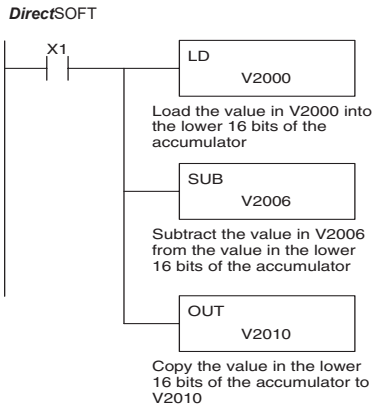 DirectSOFT
X1
LD
V2000
Load the value in V2000 into
the lower 16 bits of the
accumulator
SUB
V2006
Subtract the value in V2006
from the value in the lower
16 bits of the accumulator
OUT
V2010
Copy the value in the lower
16 bits of the accumulator to
V2010